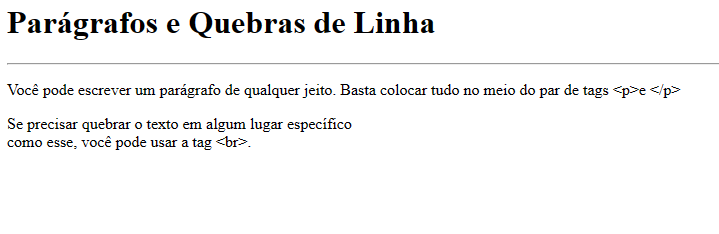 Parágrafos e Quebras de Linha
Você pode escrever um parágrafo de qualquer jeito. Basta colocar tudo no meio do par de tags <p>e </p>
Se precisar quebrar o texto em algum lugar específico
como esse, você pode usar a tag <br>.